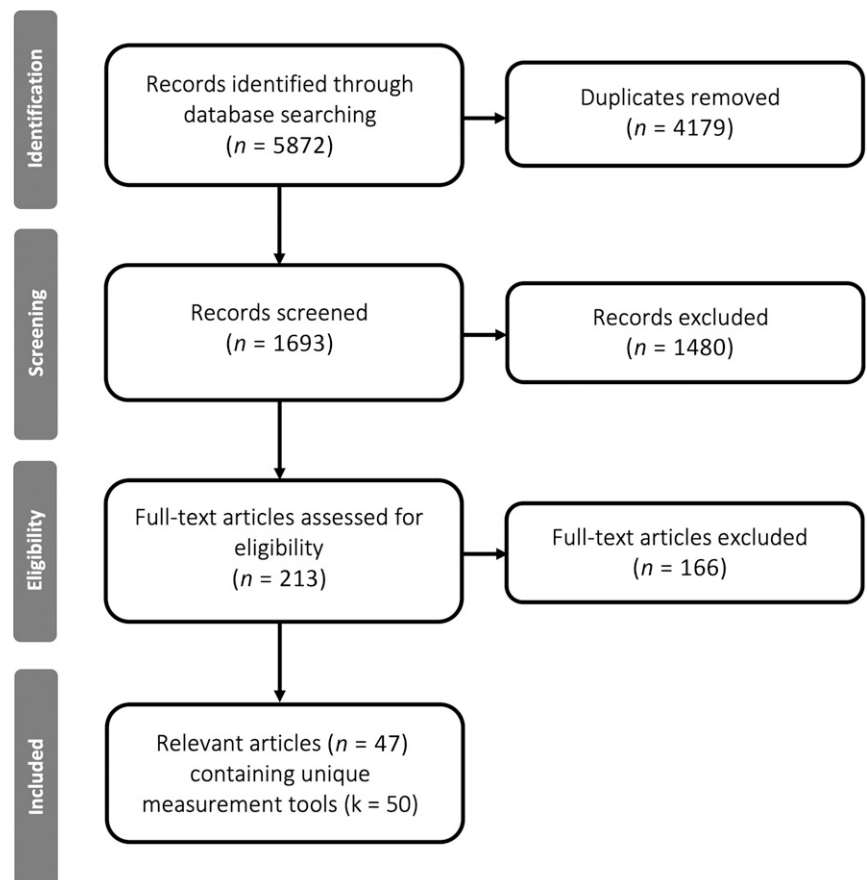 Identification
Records identified through
database searching
(n = 5872)
Duplicates removed
(n = 4179)
Screening
Records screened
(n = 1693)
Records excluded
(n = 1480)
Eligibility
Full-text articles assessed for
eligibility
(n = 213)
Full-text articles excluded
(n = 166)
Included
Relevant articles (n = 47)
containing unique
measurement tools (k = 50)